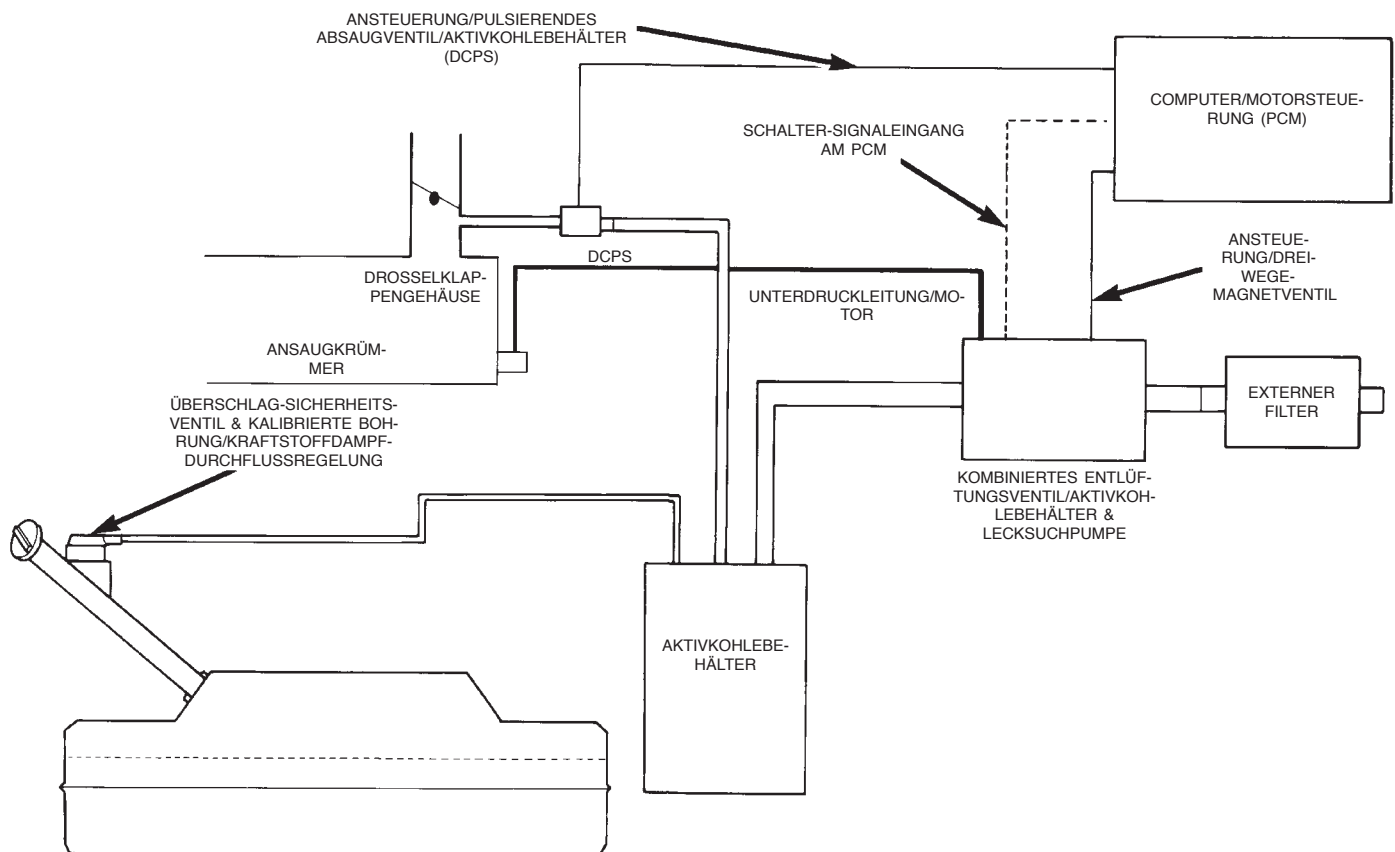 ANSTEUERUNG/PULSIERENDES
ABSAUGVENTIL/AKTIVKOHLEBEHÄLTER
(DCPS)
COMPUTER/MOTORSTEUE-
RUNG (PCM)
SCHALTER-SIGNALEINGANG
AM PCM
ANSTEUE-
RUNG/DREI-
WEGE-
MAGNETVENTIL
DCPS
DROSSELKLAP-
PENGEHÄUSE
UNTERDRUCKLEITUNG/MO-
TOR
ANSAUGKRÜM-
MER
EXTERNER
FILTER
ÜBERSCHLAG-SICHERHEITS-
VENTIL & KALIBRIERTE BOH-
RUNG/KRAFTSTOFFDAMPF-
DURCHFLUSSREGELUNG
KOMBINIERTES ENTLÜF-
TUNGSVENTIL/AKTIVKOH-
LEBEHÄLTER &
LECKSUCHPUMPE
AKTIVKOHLEBE-
HÄLTER